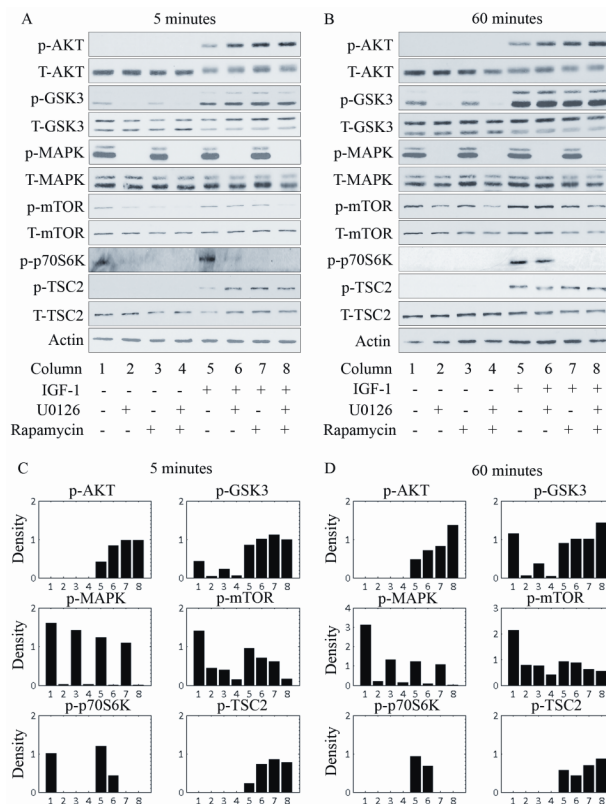 A 5 minutes
p-AKT
T-AKT
p-GSK3
T-GSK3
p-MAPK
T-MAPK
p-mTOR
T-mTOR
p-p70S6K
p-TSC2
T-TSC2
Actin
Column 1 2 3 4 5 6 7 8
IGF-1 - - - - + + + +
U0126 - + - + - + - +
Rapamycin - - + + - - + +
B 60 minutes
p-AKT
T-AKT
p-GSK3
T-GSK3
p-MAPK
T-MAPK
p-mTOR
T-mTOR
p-p70S6K
p-TSC2
T-TSC2
Actin
Column 1 2 3 4 5 6 7 8
IGF-1 - - - - + + + +
U0126 - + - + - + - +
Rapamycin - - + + - - + +
C 5 minutes
p-AKT p-GSK3
Density 2 1 0 1 2 3 4 5 6 7 8
2 1 0 1 2 3 4 5 6 7 8
p-MAPK p-mTOR
Density 2 1 0 1 2 3 4 5 6 7 8
2 1 0 1 2 3 4 5 6 7 8
p-p70S6K p-TSC2
Density 2 1 0 1 2 3 4 5 6 7 8
2 1 0 1 2 3 4 5 6 7 8
D 60 minutes
p-AKT p-GSK3
Density 2 1 0 1 2 3 4 5 6 7 8
2 1 0 1 2 3 4 5 6 7 8
p-MAPK p-mTOR
Density 4 3 2 1 0 1 2 3 4 5 6 7 8
3 2 1 0 1 2 3 4 5 6 7 8
p-p70S6K p-TSC2
Density 2 1 0 1 2 3 4 5 6 7 8
2 1 0 1 2 3 4 5 6 7 8